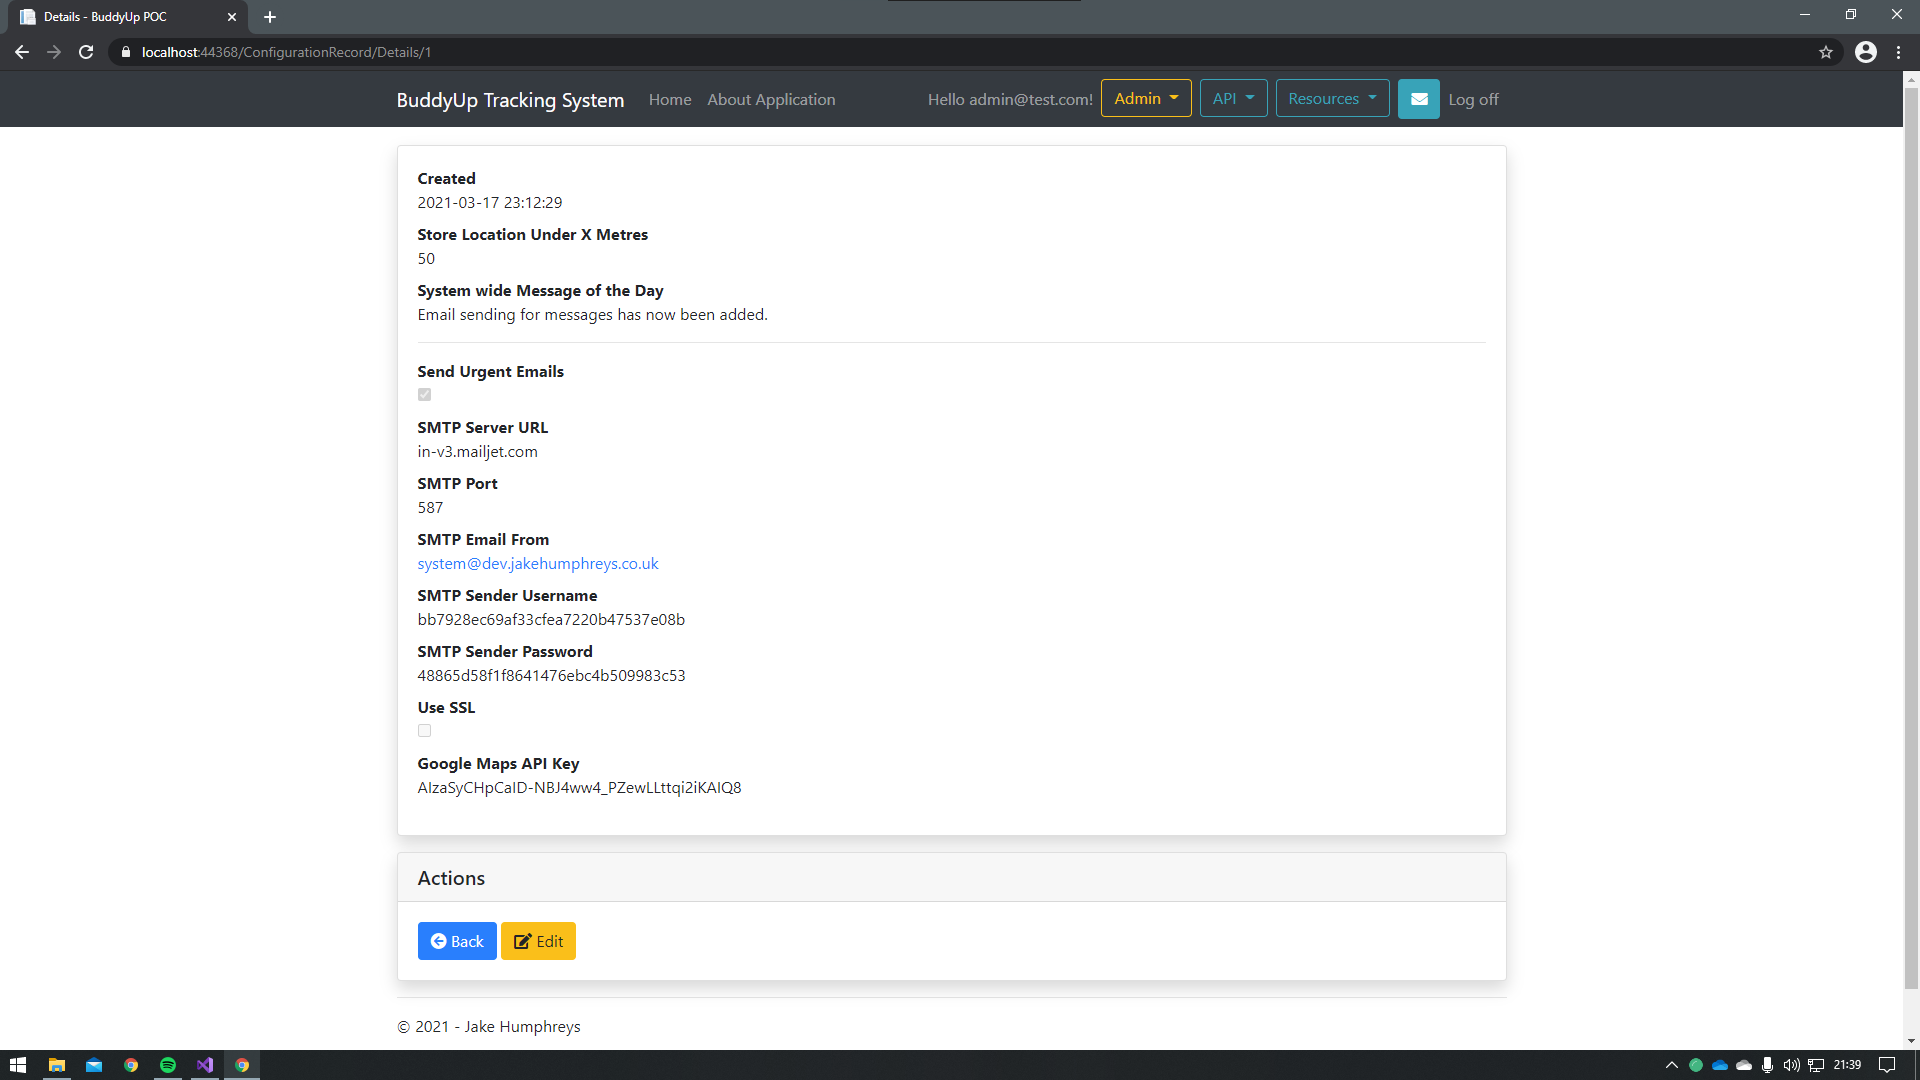 Details - BuddyUp POC
localhost:44368/ConfigurationRecord/Details/1
BuddyUp Tracking System Home About Application Hello admin@test.com! Admin API Resources Log off
Created
2021-03-17 23:12:29
Store Location Under X Metres
50
System wide Message of the Day
Email sending for messages has now been added.
Send Urgent Emails
SMTP Server URL
in-v3.mailjet.com
SMTP Port
587
SMTP Email From
system@dev.jakehumphreys.co.uk
SMTP Sender Username
bb7928ec69af33cfea7220b47537e08b
SMTP Sender Password
48865d58f1f8641476ebc4b509983c53
Use SSL
Google Maps API Key
AIzaSyCHpCaID-NBJ4ww4_PZewLLttqi2iKAIQ8
Actions
Back Edit
© 2021 - Jake Humphreys
21:39